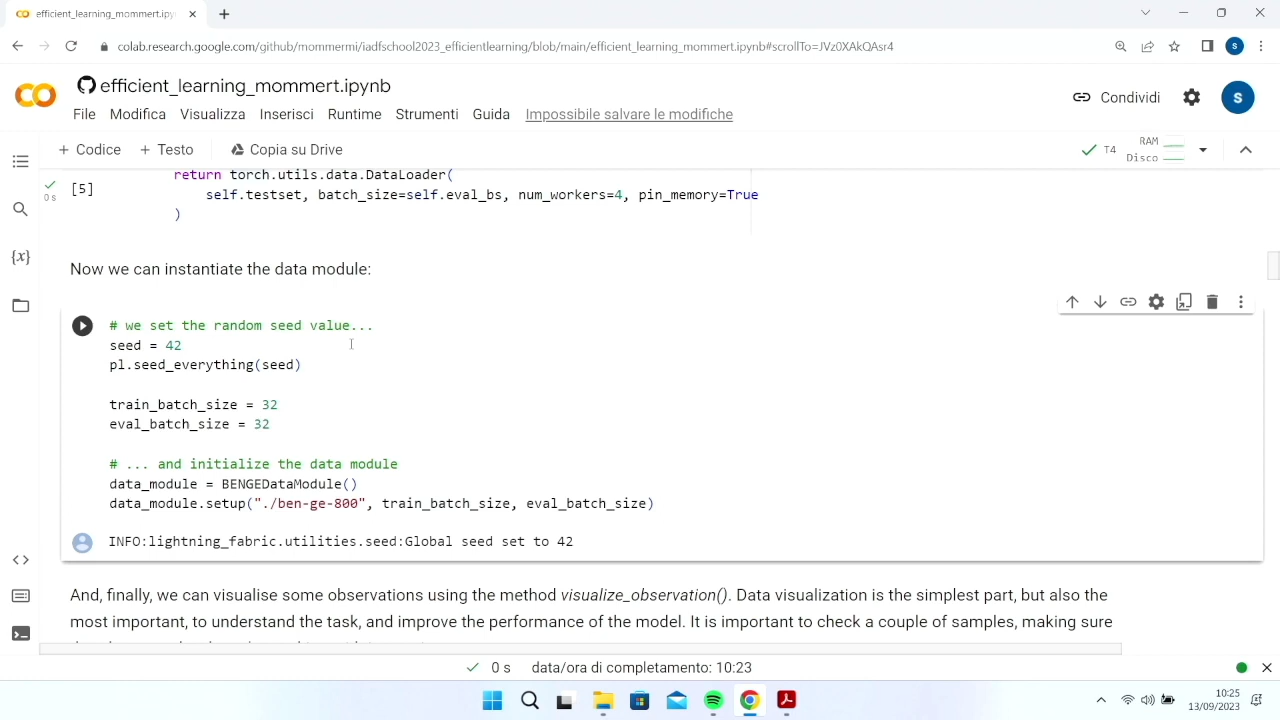 efficient_learning_mommert.ipy
colab.research.google.com/github/mommermi/iadfschool2023_efficientlearning/blob/main/efficient_learning_mommert.ipynb#scrollTo=JVz0XAkQAsr4
S
efficient_learning_mommert.ipynb
File Modifica Visualizza Inserisci Runtime Strumenti Guida Impossibile salvare le modifiche
Condividi
S
+ Codice + Testo Copia su Drive
T4 RAM
Disco
[5]
0 s
return torch.utils.data.DataLoader(
self.testset, batch_size=self.eval_bs, num_workers=4, pin_memory=True
)
Now we can instantiate the data module:
# we set the random seed value...
seed = 42
pl.seed_everything(seed)
train_batch_size = 32
eval_batch_size = 32
# ... and initialize the data module
data_module = BENGEDataModule()
data_module.setup("./ben-ge-800", train_batch_size, eval_batch_size)
INFO:lightning_fabric.utilities.seed:Global seed set to 42
And, finally, we can visualise some observations using the method visualize_observation(). Data visualization is the simplest part, but also the
most important, to understand the task, and improve the performance of the model. It is important to check a couple of samples, making sure
0 s data/ora di completamento: 10:23
10:25
13/09/2023